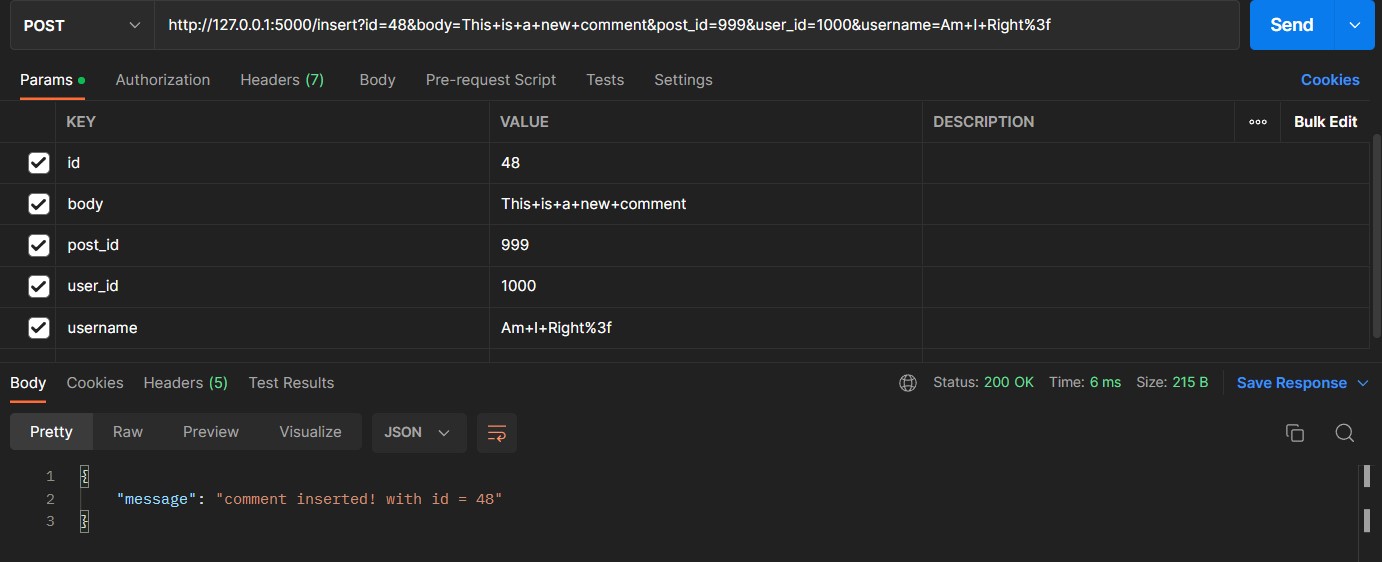 POST http://127.0.0.1:5000/insert?id=48&body=This+is+a+new+comment&post_id=999&user_id=1000&username=Am+I+Right%3f Send
Params Authorization Headers (7) Body Pre-request Script Tests Settings Cookies
KEY VALUE DESCRIPTION Bulk Edit
id 48
body This+is+a+new+comment
post_id 999
user_id 1000
username Am+I+Right%3f
Body Cookies Headers (5) Test Results Status: 200 OK Time: 6 ms Size: 215 B Save Response
Pretty Raw Preview Visualize JSON
1 {
2 "message": "comment inserted! with id = 48"
3 }